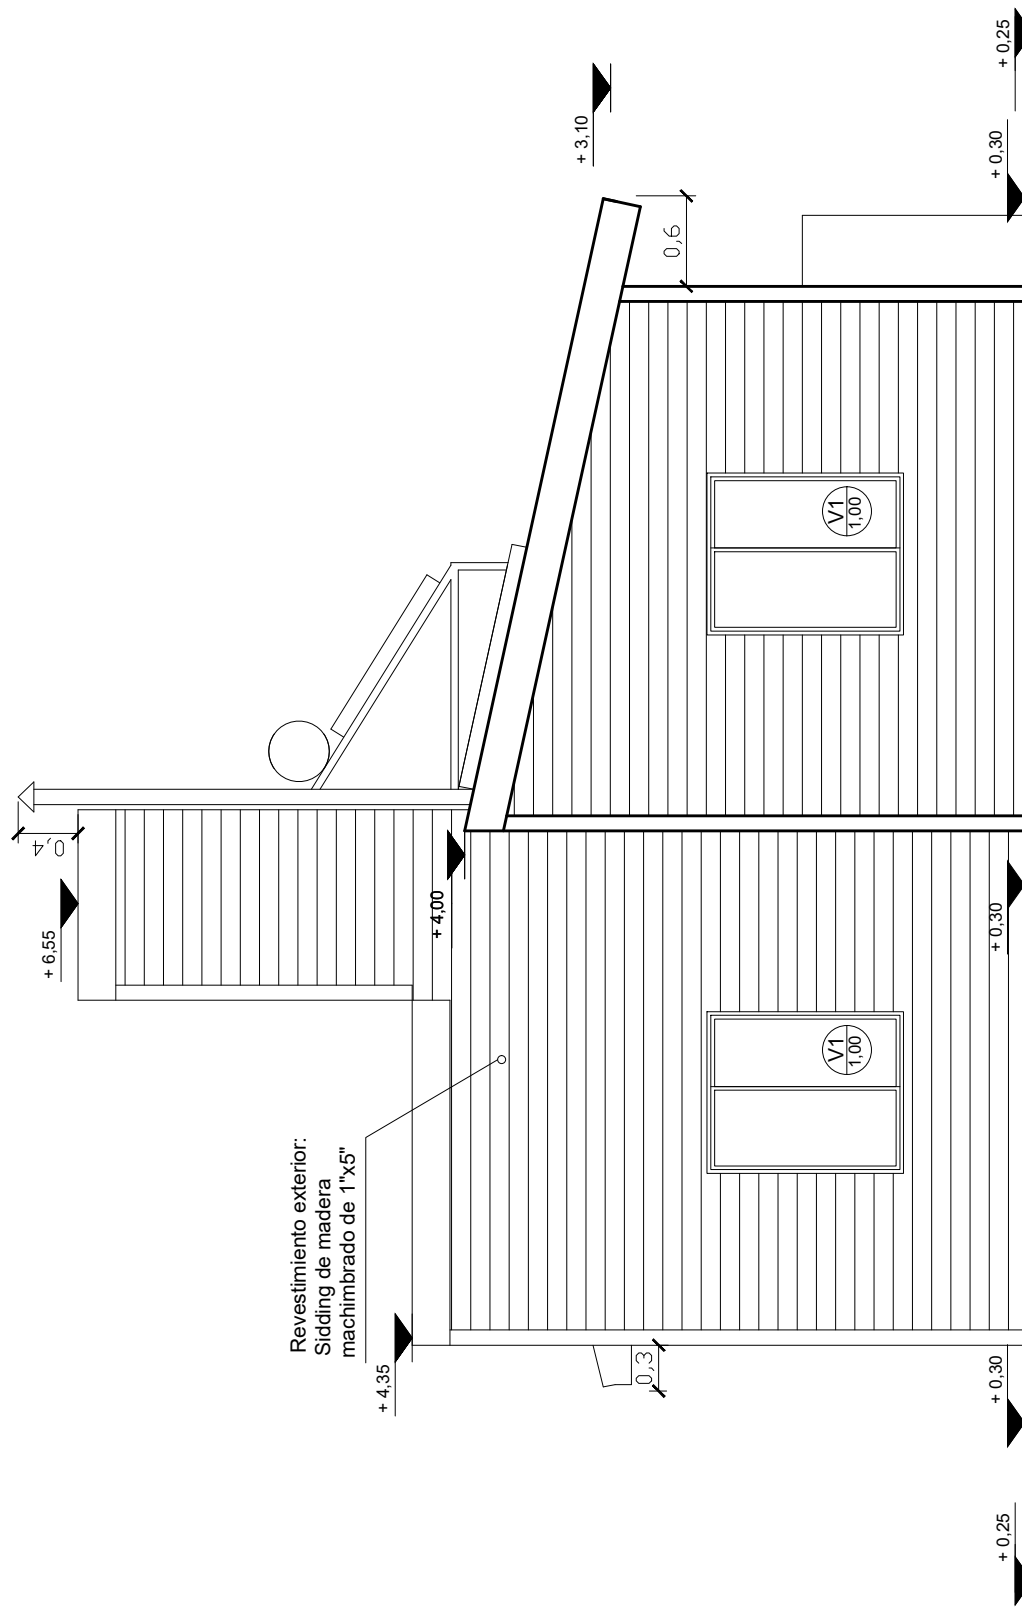 + 6,55
0,4
Revestimiento exterior:
Sidding de madera
machimbrado de 1"x5"
+ 4,35
+ 4,00
+ 3,10
0,3
0,6
V1
1,00
V1
1,00
+ 0,25
+ 0,30
+ 0,30
+ 0,30
+ 0,25